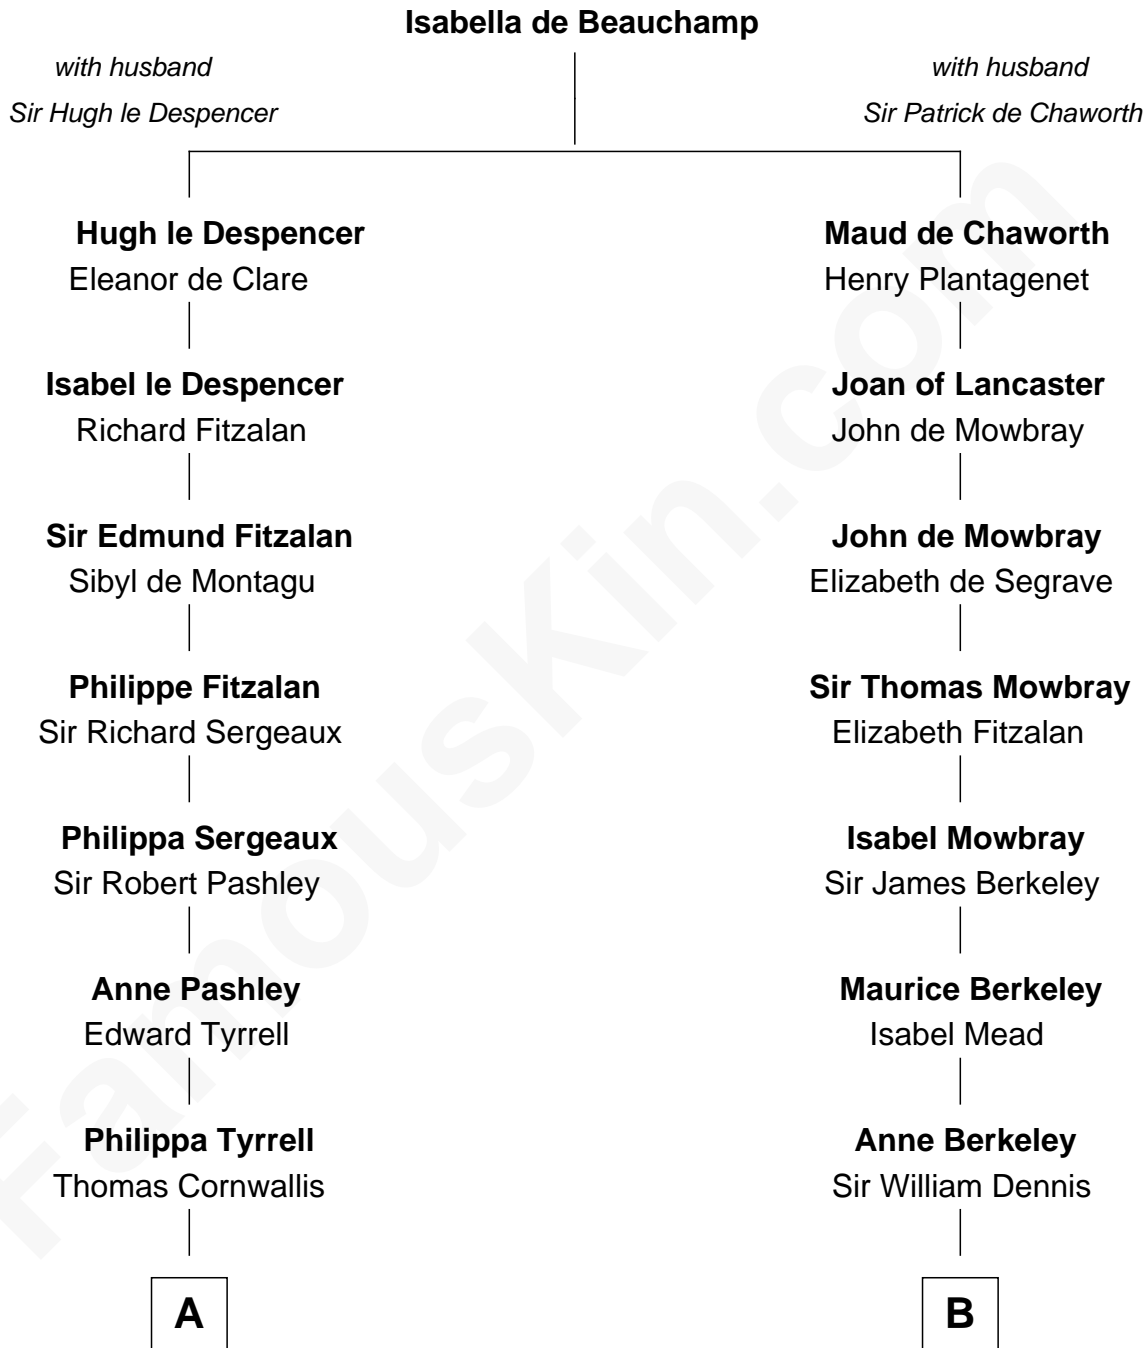 Isabella de Beauchamp
with husband
Sir Hugh le Despencer
with husband
Sir Patrick de Chaworth
Hugh le Despencer
Eleanor de Clare
Maud de Chaworth
Henry Plantagenet
Isabel le Despencer
Richard Fitzalan
Joan of Lancaster
John de Mowbray
Sir Edmund Fitzalan
Sibyl de Montagu
John de Mowbray
Elizabeth de Segrave
Philippe Fitzalan
Sir Richard Sergeaux
Sir Thomas Mowbray
Elizabeth Fitzalan
Philippa Sergeaux
Sir Robert Pashley
Isabel Mowbray
Sir James Berkeley
Anne Pashley
Edward Tyrrell
Maurice Berkeley
Isabel Mead
Philippa Tyrrell
Thomas Cornwallis
Anne Berkeley
Sir William Dennis
A
B
FamousKin.com